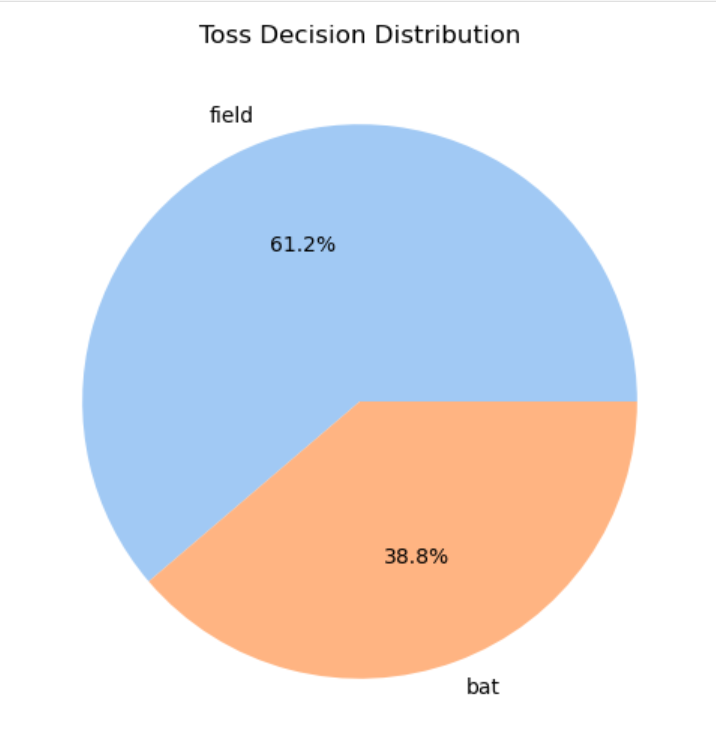 Toss Decision Distribution
field
61.2%
38.8%
bat